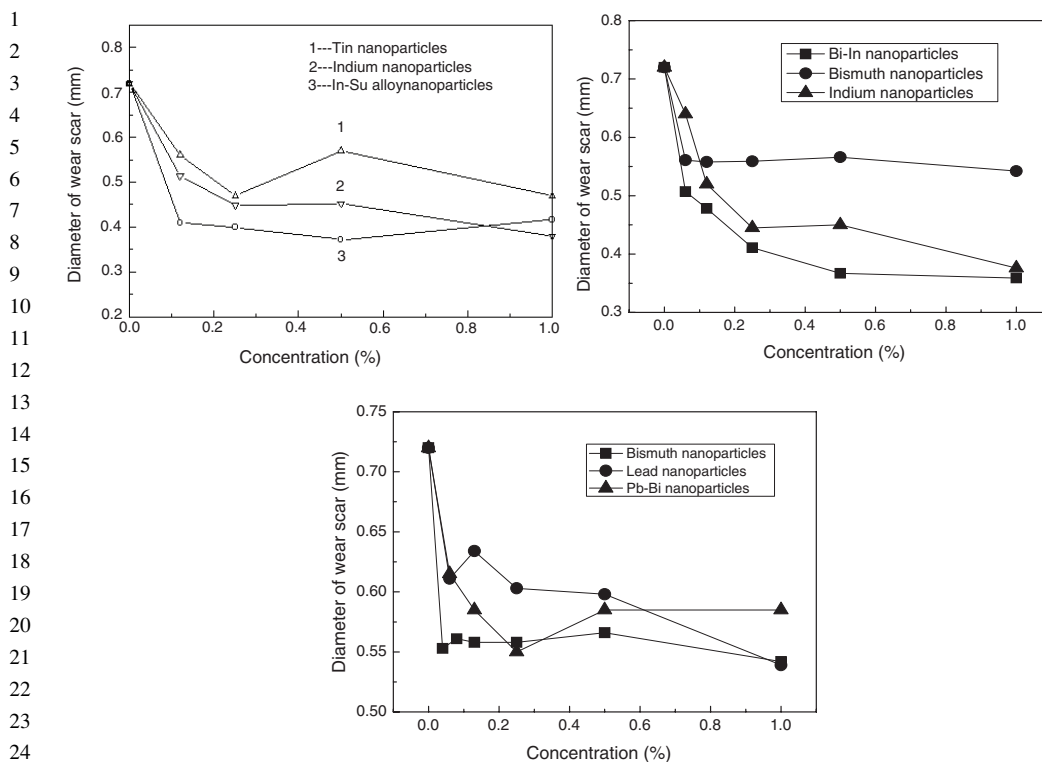 1
2
3
4
5
6
7
8
9
10
11
12
13
14
15
16
17
18
19
20
21
22
23
24
0.8
0.7
0.6
0.5
0.4
0.3
0.2
Diameter of wear scar (mm)
1---Tin nanoparticles
2---Indium nanoparticles
3---In-Su alloynanoparticles
1
2
3
0.0 0.2 0.4 0.6 0.8 1.0
Concentration (%)
0.8
0.7
0.6
0.5
0.4
0.3
Diameter of wear scar (mm)
Bi-In nanoparticles
Bismuth nanoparticles
Indium nanoparticles
0.0 0.2 0.4 0.6 0.8 1.0
Concentration (%)
0.75
0.70
0.65
0.60
0.55
0.50
Diameter of wear scar (mm)
Bismuth nanoparticles
Lead nanoparticles
Pb-Bi nanoparticles
0.0 0.2 0.4 0.6 0.8 1.0
Concentration (%)